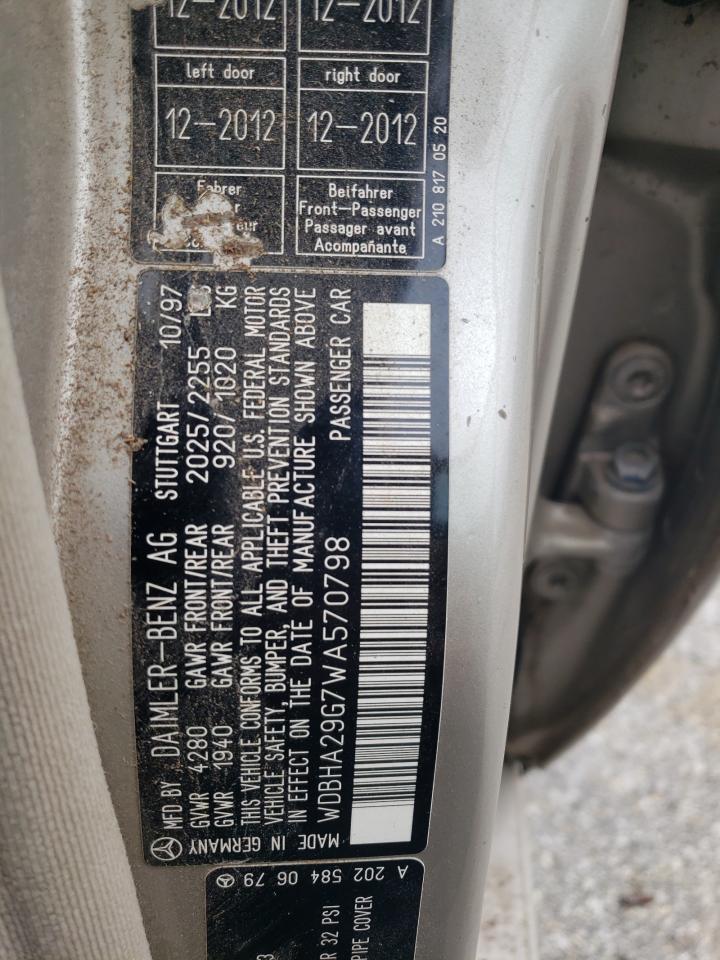 12-2012 12-2012
left door right door
12-2012 12-2012
Fahrer Beifahrer
Front-Passenger
Passager avant
Acompañante
A 210 817 05 20
MFD BY DAIMLER-BENZ AG STUTTGART 10/97
GVWR 4280 GAWR FRONT/REAR 2025/2255 LBS
GVWR 1940 GAWR FRONT/REAR 920/1020 KG
THIS VEHICLE CONFORMS TO ALL APPLICABLE U.S. FEDERAL MOTOR
VEHICLE SAFETY, BUMPER, AND THEFT PREVENTION STANDARDS
IN EFFECT ON THE DATE OF MANUFACTURE SHOWN ABOVE
WDBHA29G7WA570798 PASSENGER CAR
MADE IN GERMANY
A 202 584 06 79
32 PSI
PIPE COVER